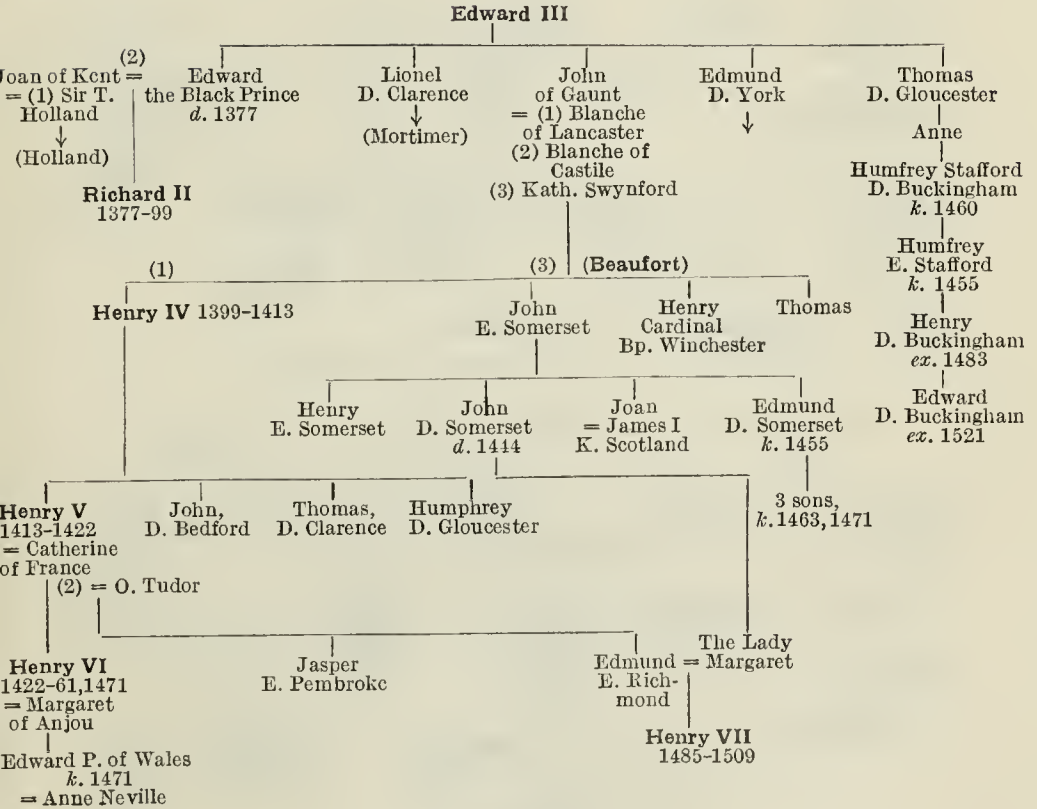 Edward III
(2)
Joan of Kent =
= (1) Sir T.
Holland
(Holland)
Edward
the Black Prince
d. 1377
Lionel
D. Clarence
(Mortimer)
John
of Gaunt
= (1) Blanche
of Lancaster
(2) Blanche of
Castile
(3) Kath. Swynford
Edmund
D. York
Thomas
D. Gloucester
Anne
Humfrey Stafford
D. Buckingham
k. 1460
Humfrey
E. Stafford
k. 1455
Henry
D. Buckingham
ex. 1483
Edward
D. Buckingham
ex. 1521
Richard II
1377-99
(1)
(3) (Beaufort)
Henry IV 1399-1413
John
E. Somerset
Henry
Cardinal
Bp. Winchester
Thomas
Henry
E. Somerset
John
D. Somerset
d. 1444
Joan
= James I
K. Scotland
Edmund
D. Somerset
k. 1455
3 sons,
k. 1463, 1471
Henry V
1413-1422
= Catherine
of France
(2) = O. Tudor
John,
D. Bedford
Thomas,
D. Clarence
Humphrey
D. Gloucester
Henry VI
1422-61, 1471
= Margaret
of Anjou
Jasper
E. Pembroke
Edmund =
E. Rich-
mond
The Lady
Margaret
Henry VII
1485-1509
Edward P. of Wales
k. 1471
= Anne Neville